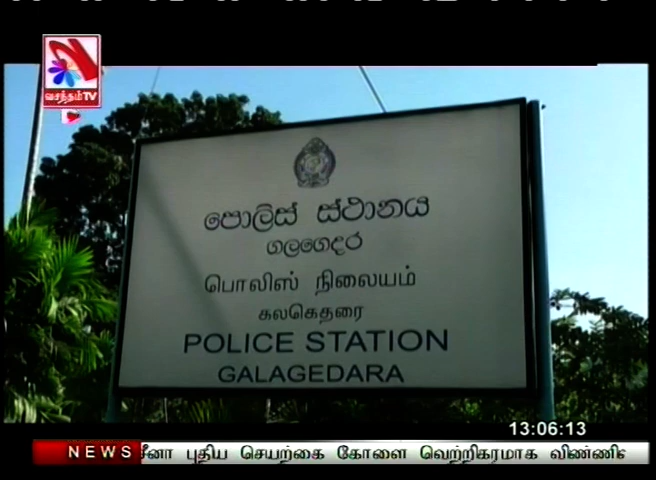 வசந்தம்TV
පොලිස් ස්ථානය
ගලගෙදර
பொலிஸ் நிலையம்
கலகெதரை
POLICE STATION
GALAGEDARA
13:06:13
NEWS
சீனா புதிய செயற்கை கோளை வெற்றிகரமாக